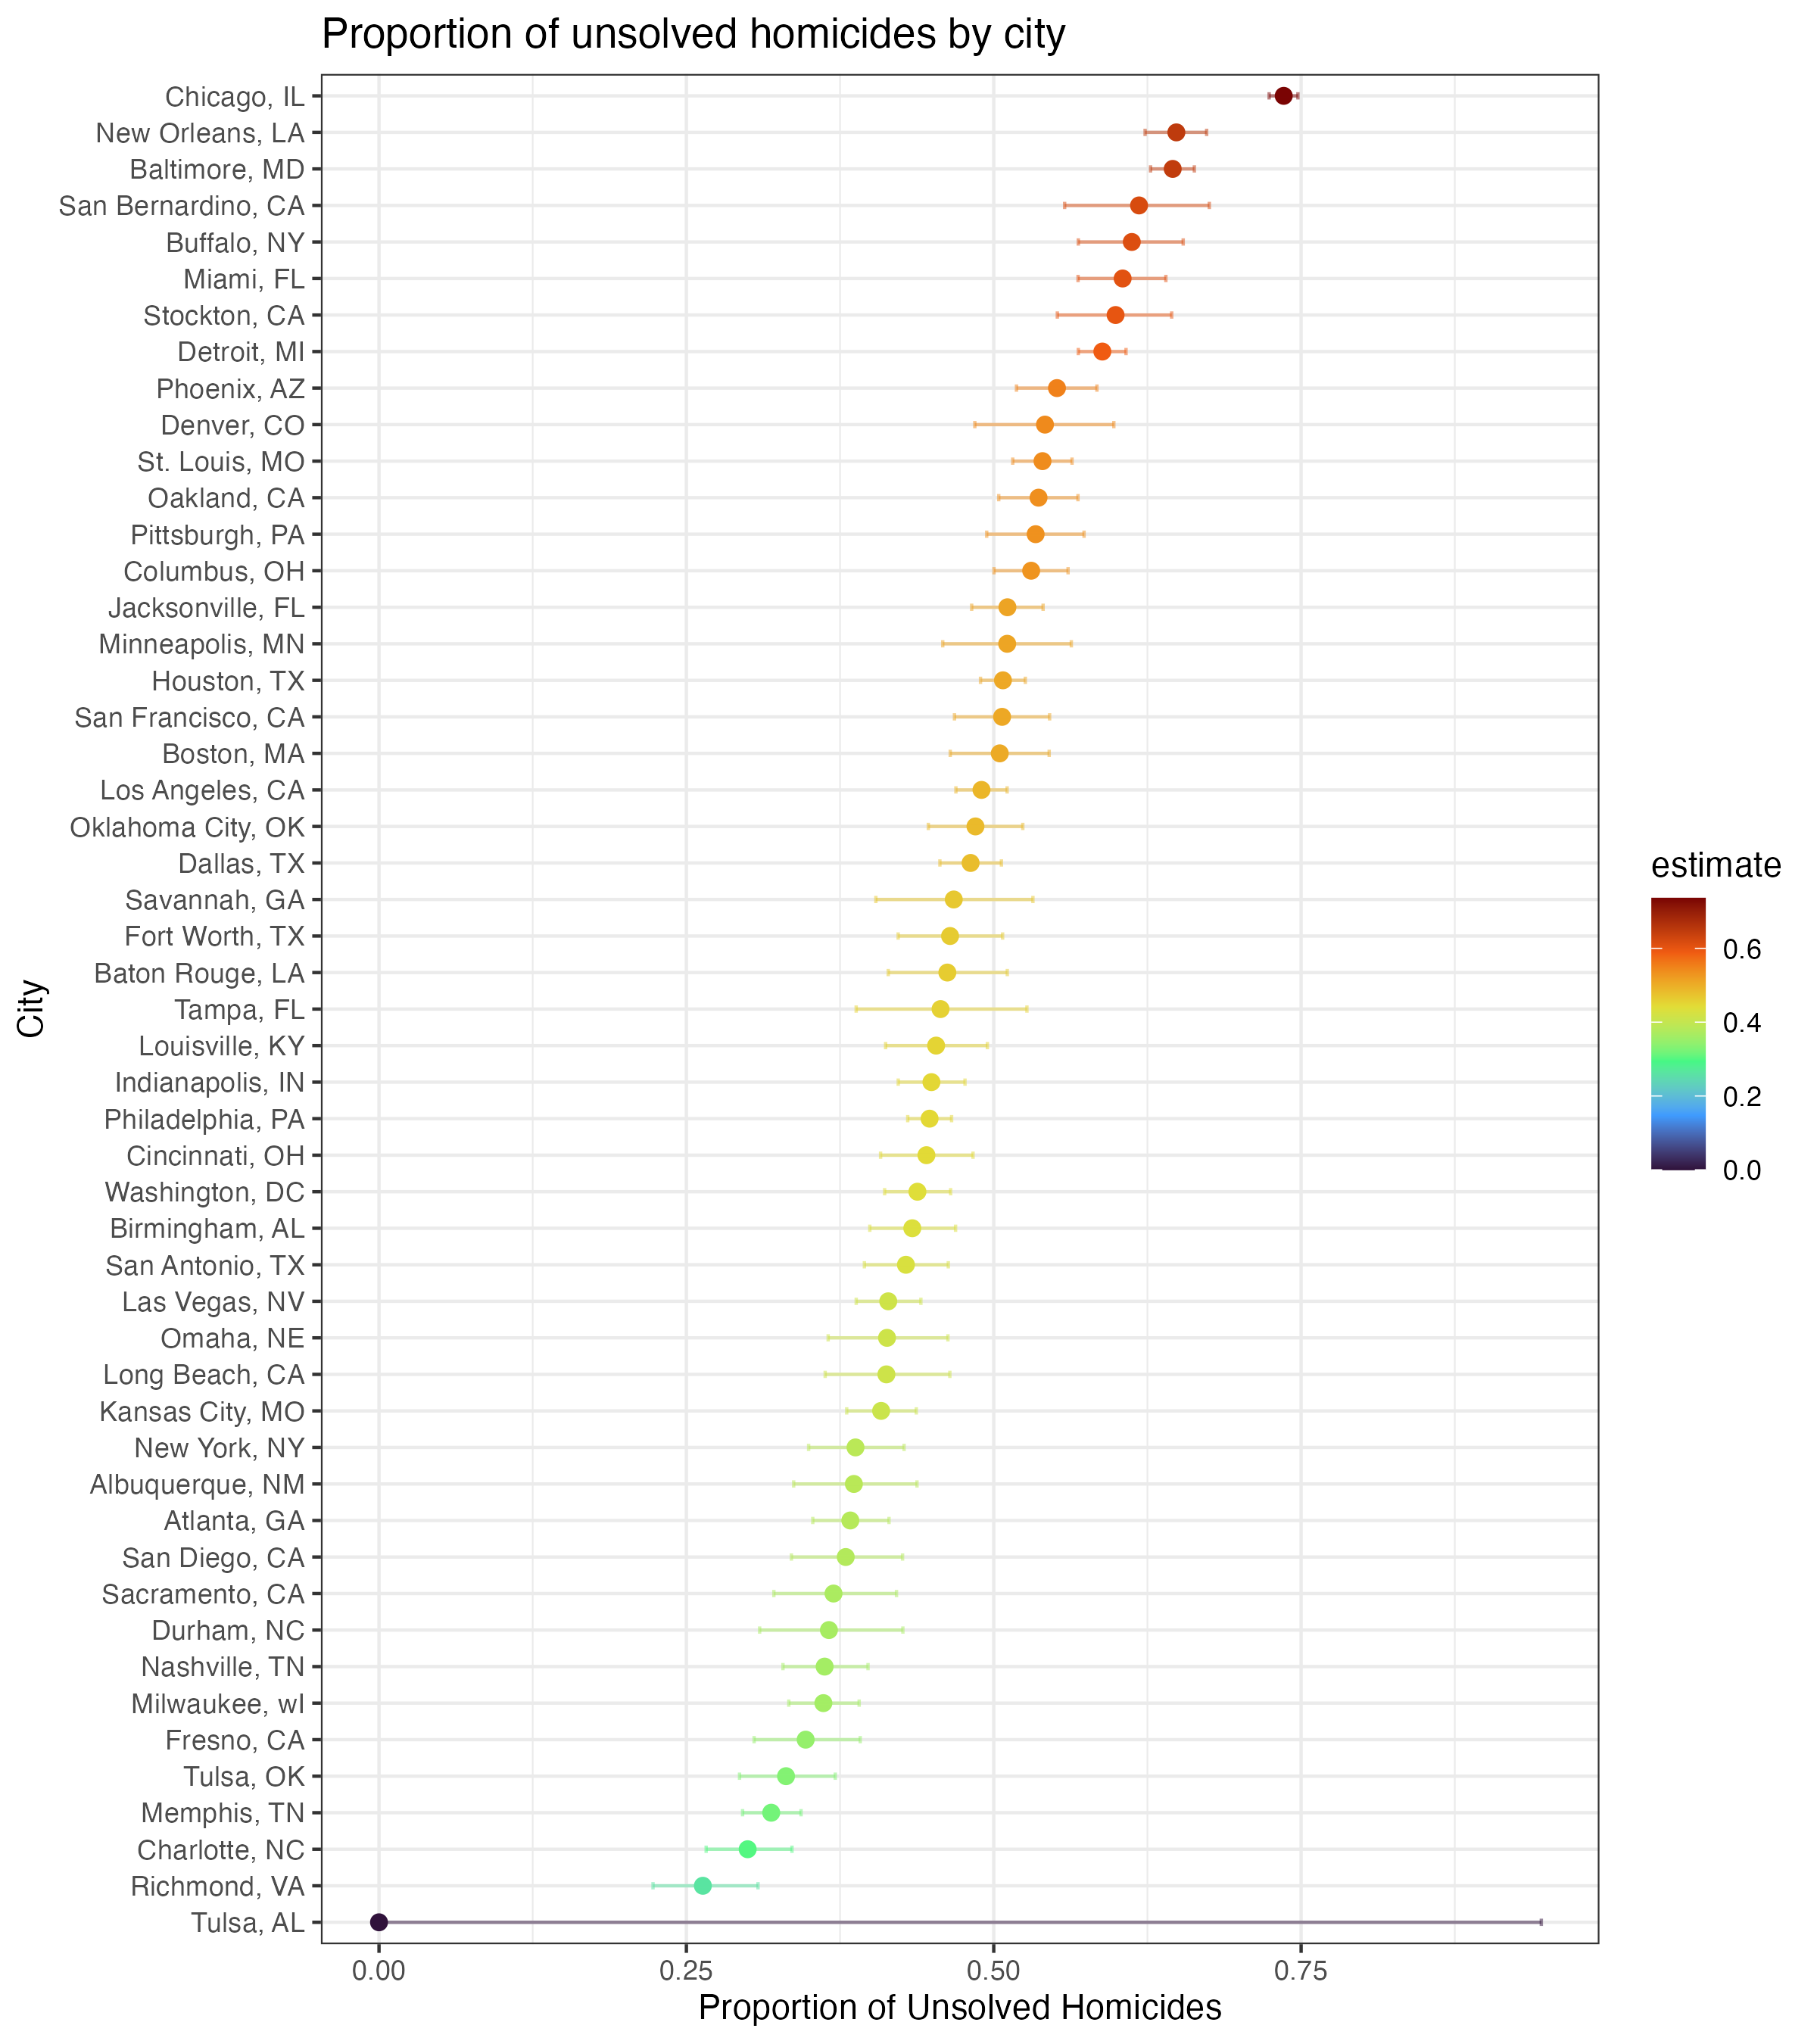 Proportion of unsolved homicides by city
Chicago, IL
New Orleans, LA
Baltimore, MD
San Bernardino, CA
Buffalo, NY
Miami, FL
Stockton, CA
Detroit, MI
Phoenix, AZ
Denver, CO
St. Louis, MO
Oakland, CA
Pittsburgh, PA
Columbus, OH
Jacksonville, FL
Minneapolis, MN
Houston, TX
San Francisco, CA
Boston, MA
Los Angeles, CA
Oklahoma City, OK
Dallas, TX
Savannah, GA
Fort Worth, TX
Baton Rouge, LA
Tampa, FL
Louisville, KY
Indianapolis, IN
Philadelphia, PA
Cincinnati, OH
Washington, DC
Birmingham, AL
San Antonio, TX
Las Vegas, NV
Omaha, NE
Long Beach, CA
Kansas City, MO
New York, NY
Albuquerque, NM
Atlanta, GA
San Diego, CA
Sacramento, CA
Durham, NC
Nashville, TN
Milwaukee, wI
Fresno, CA
Tulsa, OK
Memphis, TN
Charlotte, NC
Richmond, VA
Tulsa, AL
City
0.00 0.25 0.50 0.75
Proportion of Unsolved Homicides
estimate
0.6
0.4
0.2
0.0